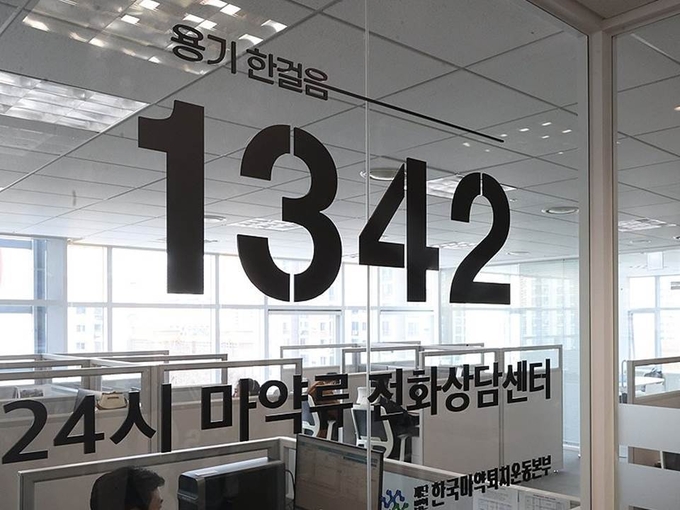 용기 한걸음
1342
24시 마약류 전화상담센터
한국마약퇴치운동본부